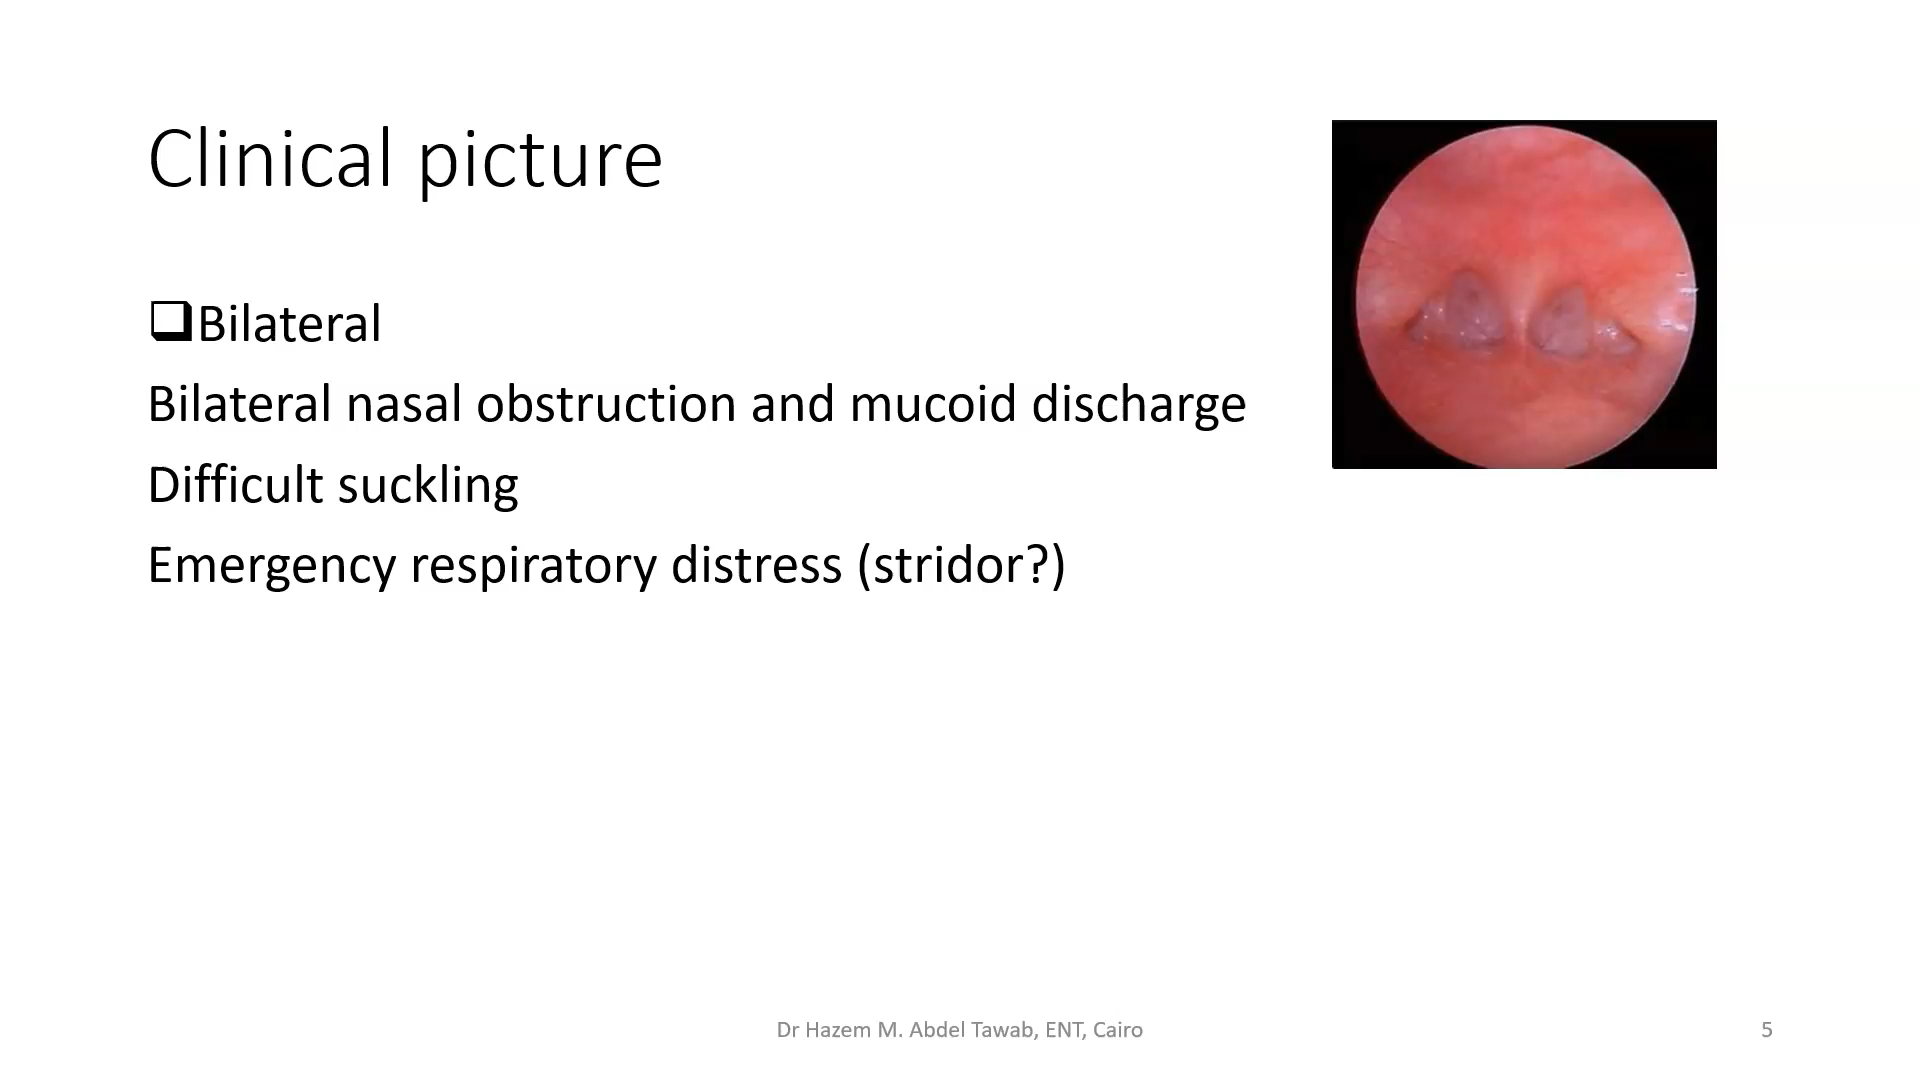 Clinical picture
❑Bilateral
Bilateral nasal obstruction and mucoid discharge
Difficult suckling
Emergency respiratory distress (stridor?)
Dr Hazem M. Abdel Tawab, ENT, Cairo
5